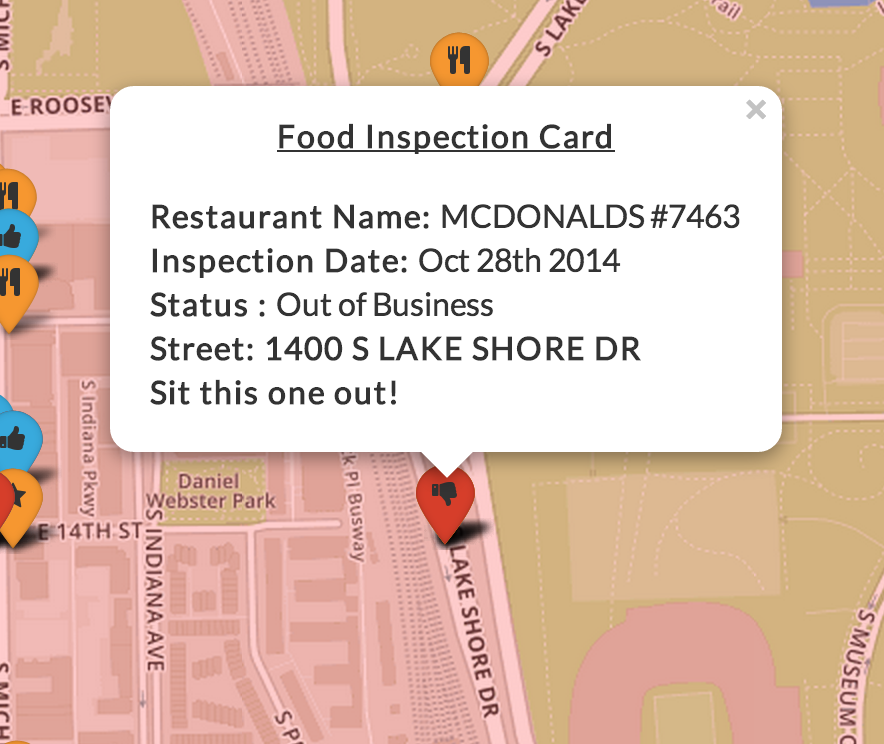 S MICH
S LAKE
rail
E ROOSEV
Food Inspection Card
×
Restaurant Name: MCDONALDS #7463
Inspection Date: Oct 28th 2014
Status : Out of Business
Street: 1400 S LAKE SHORE DR
Sit this one out!
S Indiana Pkwy
Daniel
Webster Park
k Pl Busway
E 14TH ST
S INDIANA AVE
LAKE SHORE DR
S MUSEUM C
S MICH
S PR